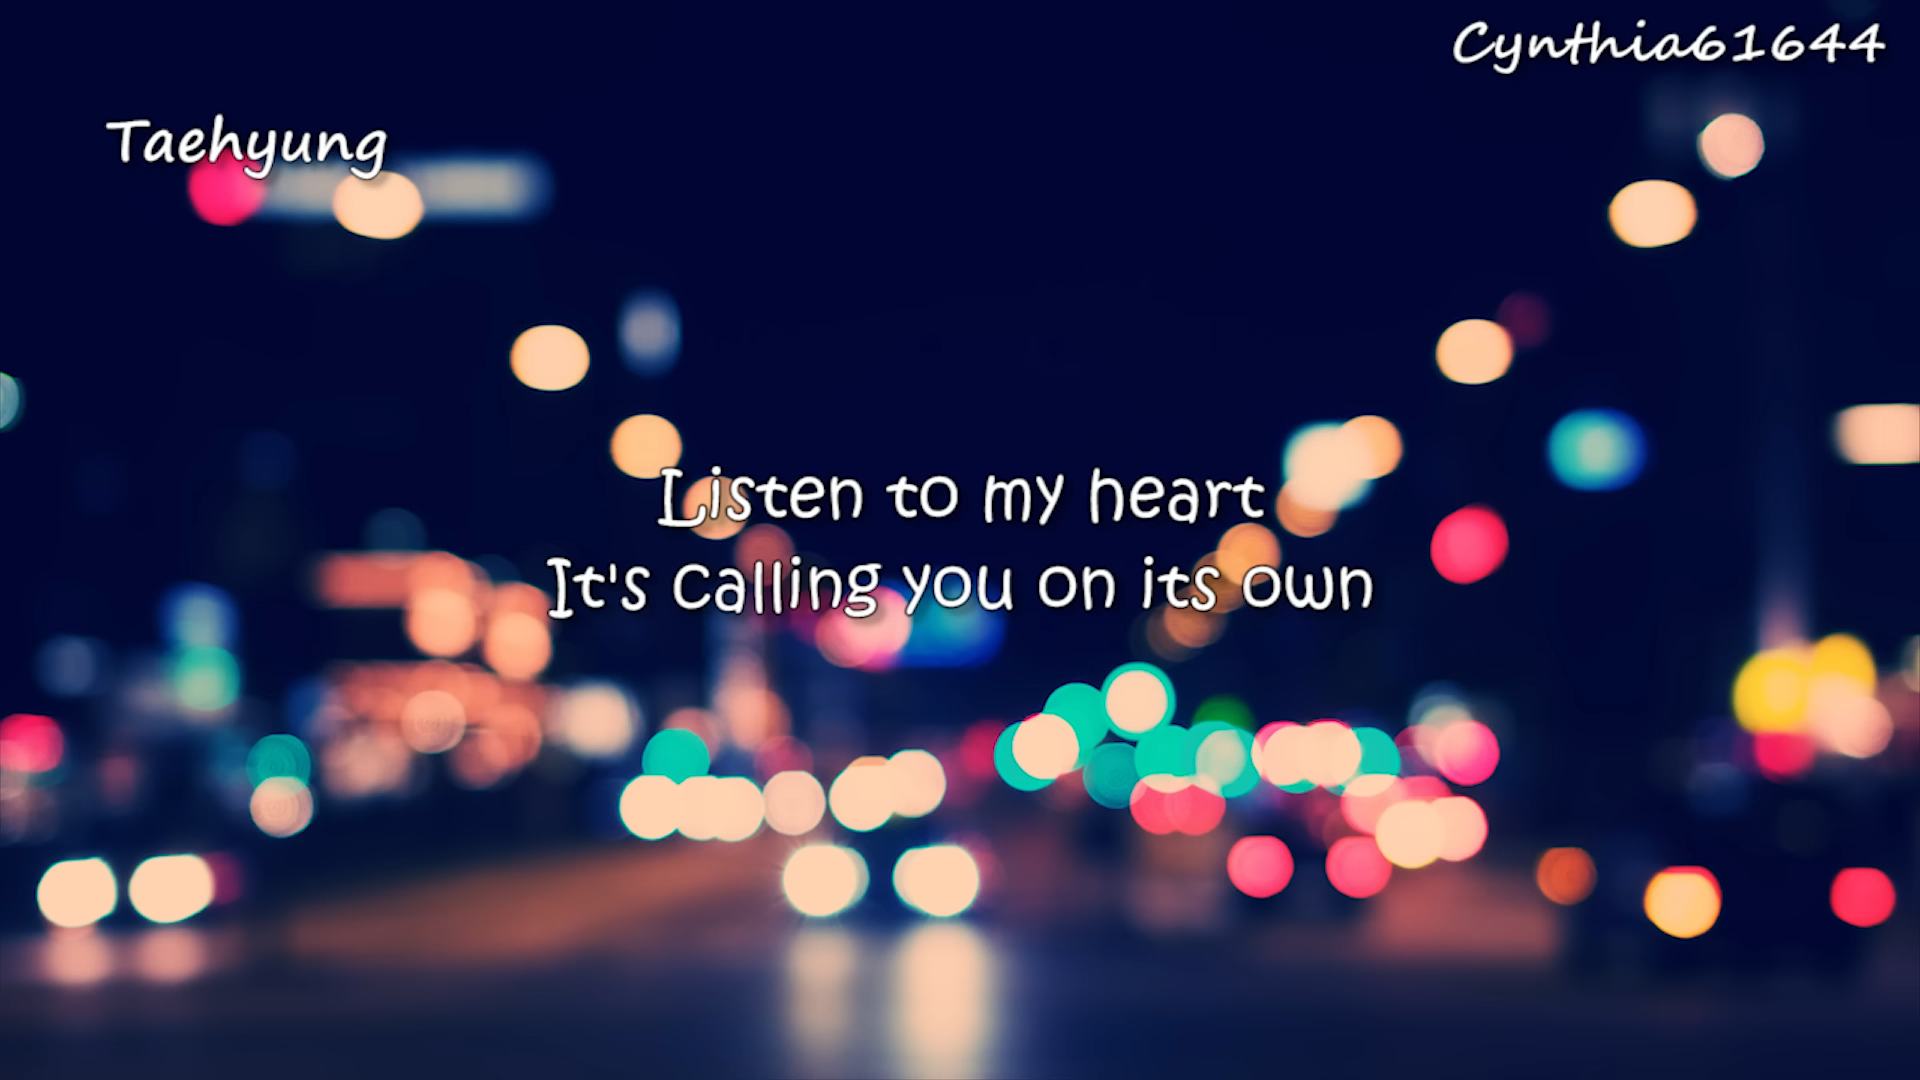 Cynthia61644
Taehyung
Listen to my heart
It's calling you on its own